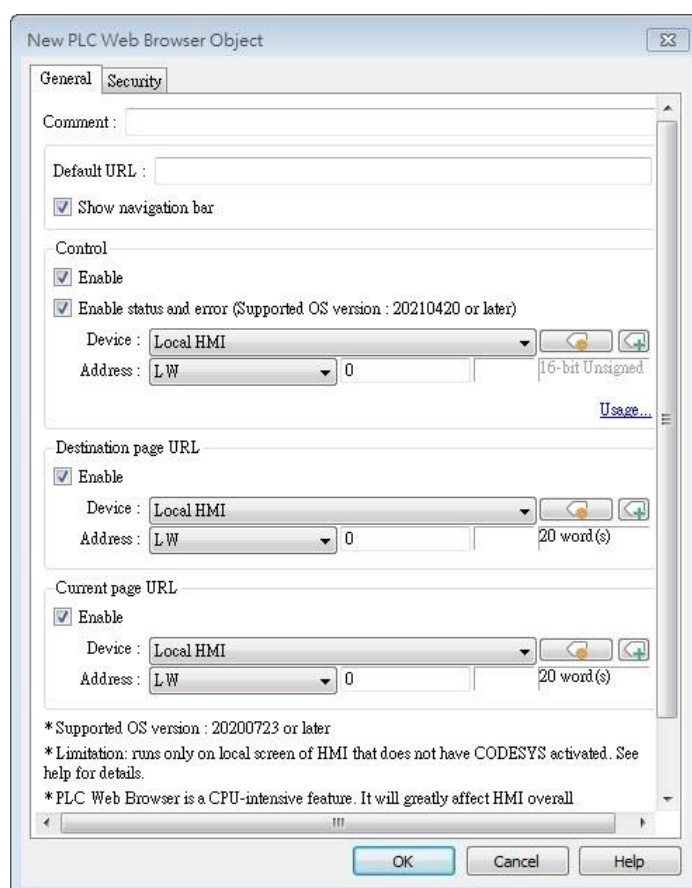 New PLC Web Browser Object
General Security
Comment :
Default URL :
Show navigation bar
Control
Enable
Enable status and error (Supported OS version : 20210420 or later)
Device : Local HMI
Address : LW 0 16-bit Unsigned
Usage...
Destination page URL
Enable
Device : Local HMI
Address : LW 0 20 word(s)
Current page URL
Enable
Device : Local HMI
Address : LW 0 20 word(s)
* Supported OS version : 20200723 or later
* Limitation: runs only on local screen of HMI that does not have CODESYS activated. See
help for details.
* PLC Web Browser is a CPU-intensive feature. It will greatly affect HMI overall
OK Cancel Help